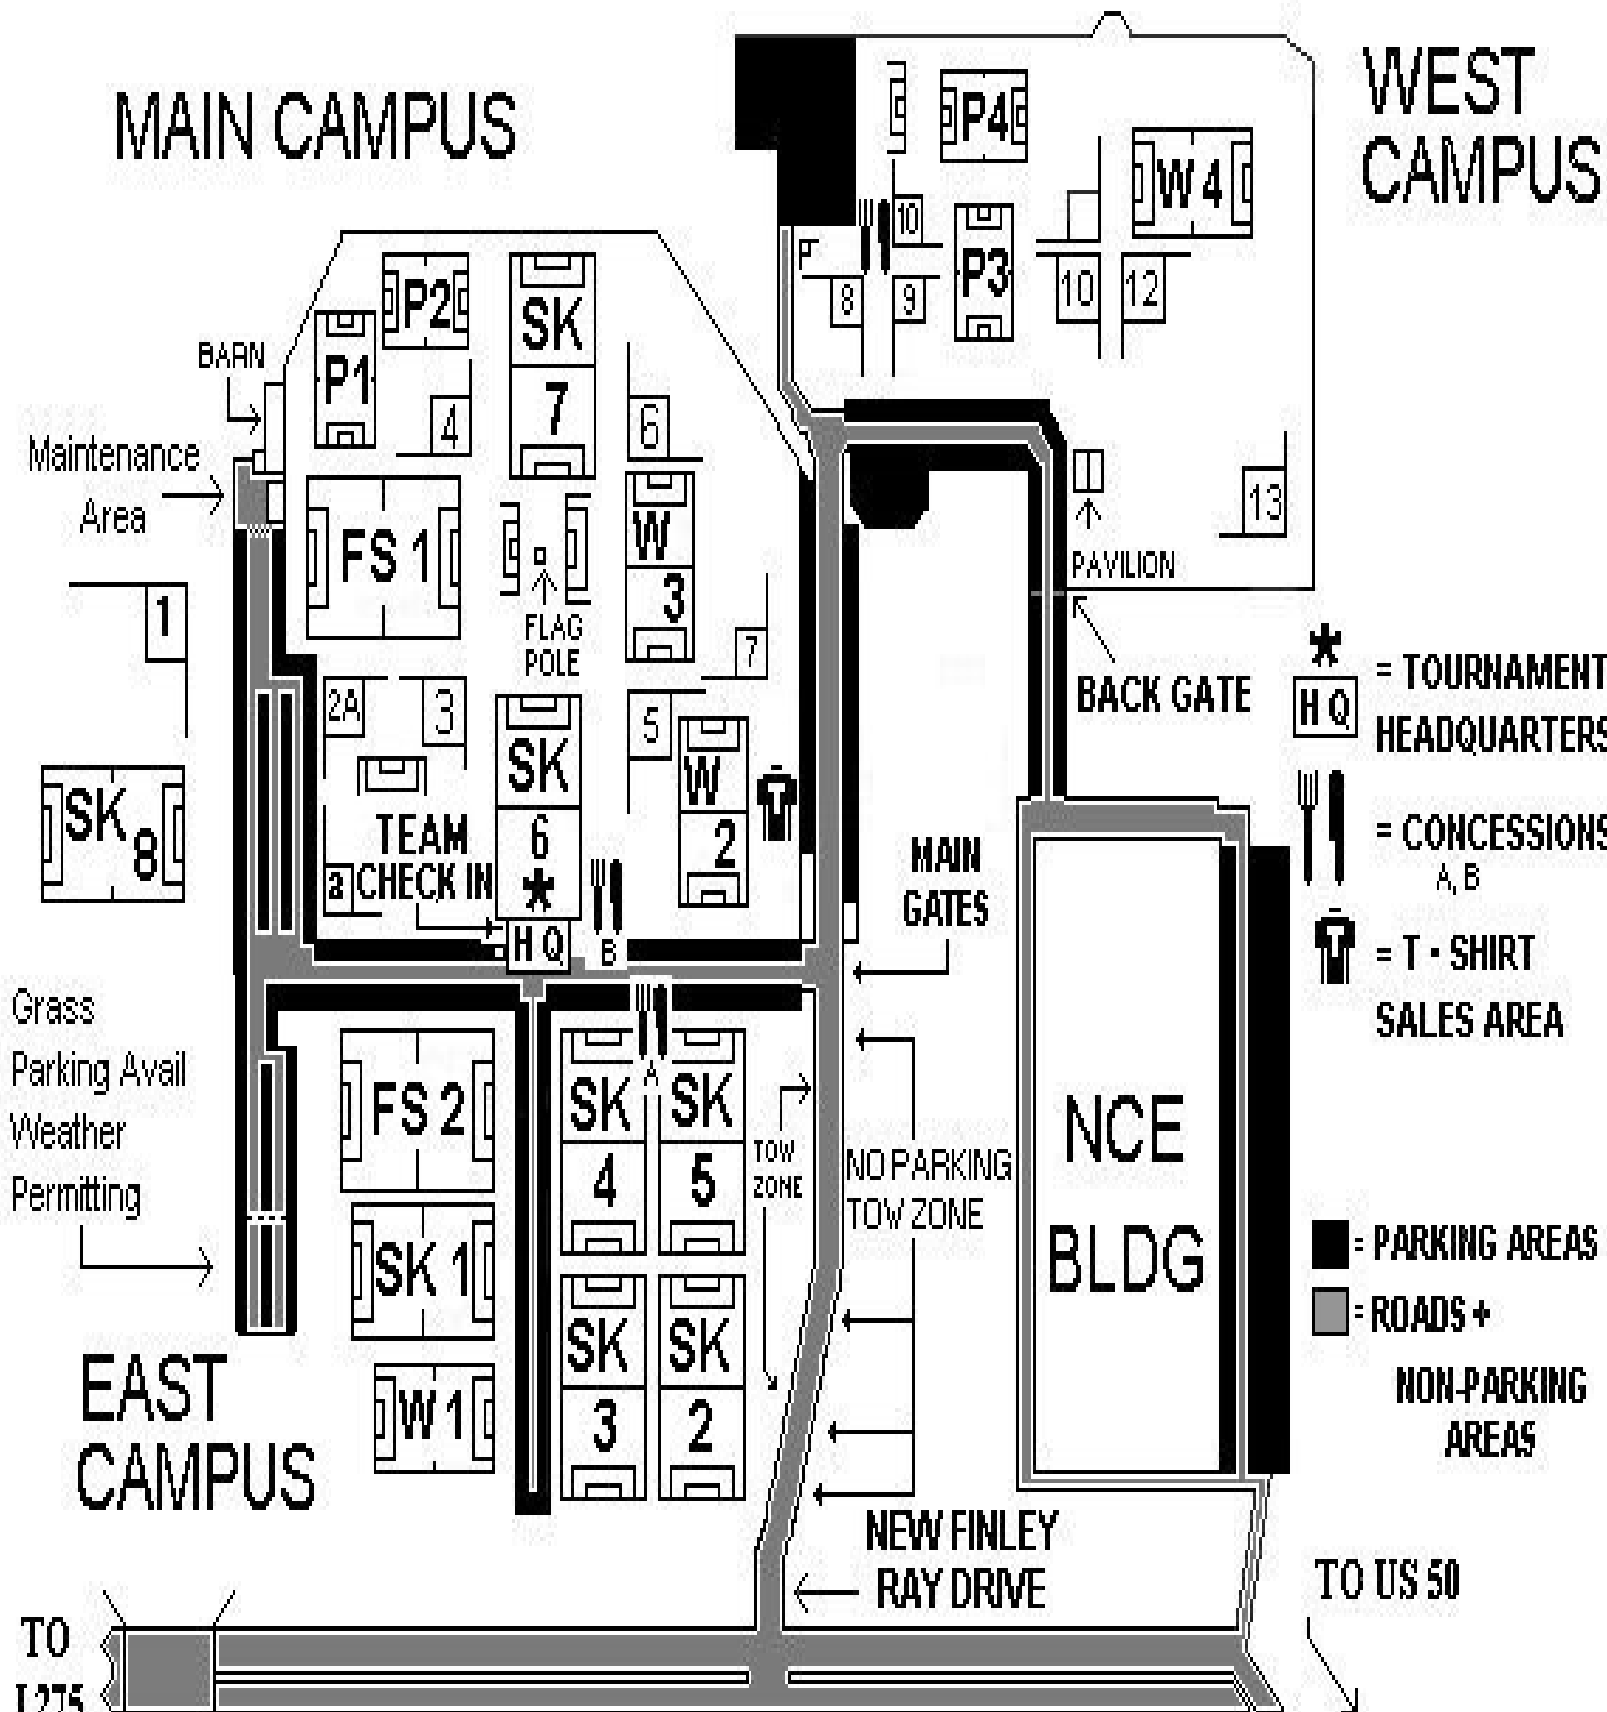 MAIN CAMPUS
WEST
CAMPUS
P4
W 4
10
P3
8
9
10
12
13
P2
SK
7
P1
4
6
BARN
Maintenance
Area
FS 1
W
3
FLAG
POLE
7
1
2A
3
5
SK
6
*
W
2
SK 8
TEAM
CHECK IN
2
H Q
B
PAVILION
BACK GATE
MAIN
GATES
*
H Q
= TOURNAMENT
HEADQUARTERS
= CONCESSIONS
A, B
= T - SHIRT
SALES AREA
Grass
Parking Avail
Weather
Permitting
FS 2
SK 1
W 1
A
SK
4
SK
5
SK
3
SK
2
TOW
ZONE
NO PARKING
TOW ZONE
NCE
BLDG
= PARKING AREAS
= ROADS +
NON-PARKING
AREAS
EAST
CAMPUS
NEW FINLEY
RAY DRIVE
TO US 50
TO
I 275